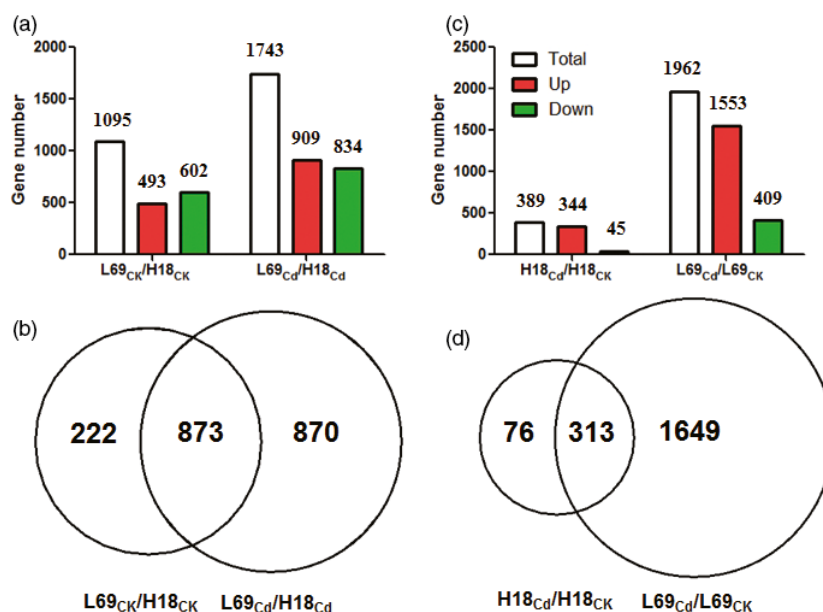 (a)
Gene number
2000
1500
1000
500
0
1095
493
602
1743
909
834
L69CK/H18CK
L69Cd/H18Cd
(c)
Gene number
2500
2000
1500
1000
500
0
Total
Up
Down
389
344
45
1962
1553
409
H18Cd/H18CK
L69Cd/L69CK
(b)
222
873
870
L69CK/H18CK
L69Cd/H18Cd
(d)
76
313
1649
H18Cd/H18CK
L69Cd/L69CK